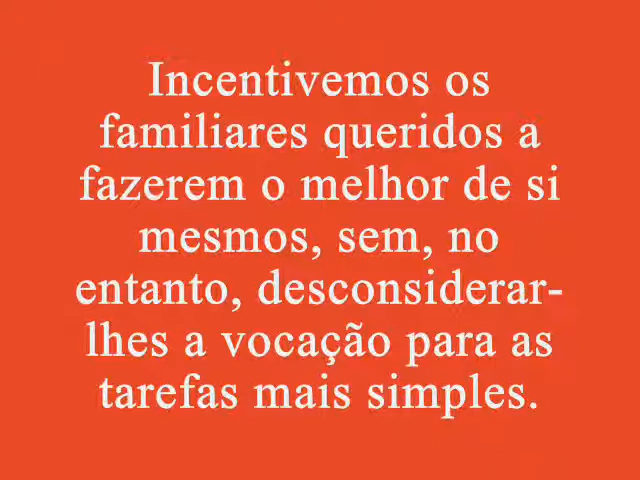 Incentivemos os
familiares queridos a
fazerem o melhor de si
mesmos, sem, no
entanto, desconsiderar-
lhes a vocação para as
tarefas mais simples.